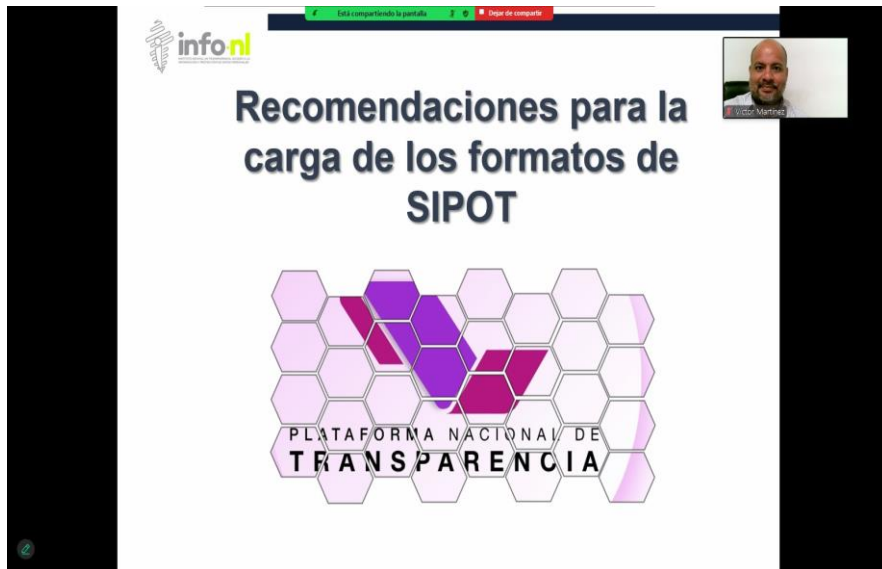 Está compartiendo la pantalla
Dejar de compartir
info nl
Victor Martinez
Recomendaciones para la
carga de los formatos de
SIPOT
PLATAFORMA NACIONAL DE
TRANSPARENCIA